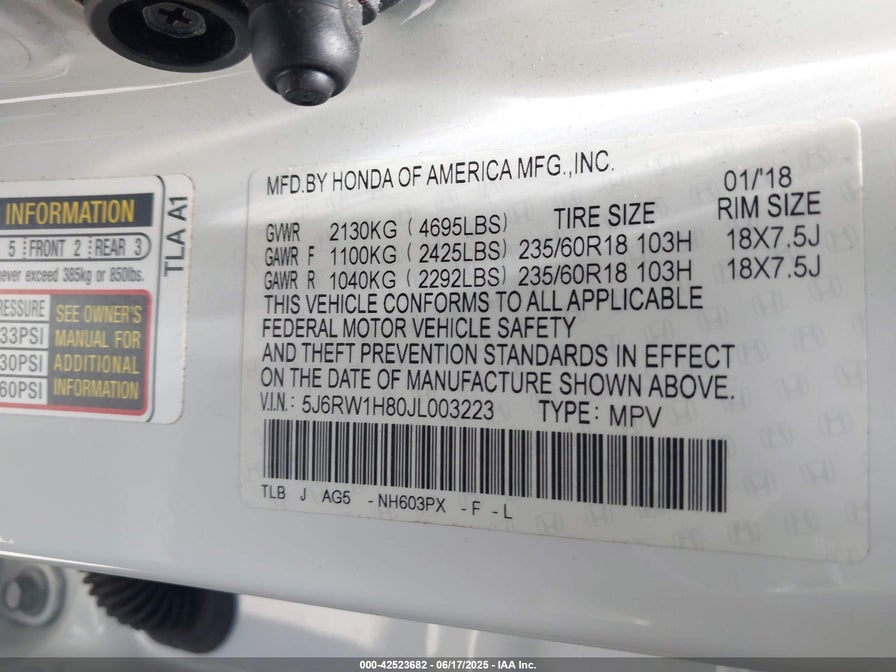 INFORMATION
5 FRONT 2 REAR 3
never exceed 385kg or 850lbs.
SEE OWNER'S
33PSI MANUAL FOR
30PSI ADDITIONAL
60PSI INFORMATION
TLA A1
MFD.BY HONDA OF AMERICA MFG.,INC.
01/'18
GVWR 2130KG (4695LBS) TIRE SIZE RIM SIZE
GAWR F 1100KG (2425LBS) 235/60R18 103H 18X7.5J
GAWR R 1040KG (2292LBS) 235/60R18 103H 18X7.5J
THIS VEHICLE CONFORMS TO ALL APPLICABLE
FEDERAL MOTOR VEHICLE SAFETY
AND THEFT PREVENTION STANDARDS IN EFFECT
ON THE DATE OF MANUFACTURE SHOWN ABOVE.
V.I.N.: 5J6RW1H80JL003223 TYPE: MPV
TLB J AG5 -NH603PX -F -L
000-42523682 - 06/17/2025 - IAA Inc.